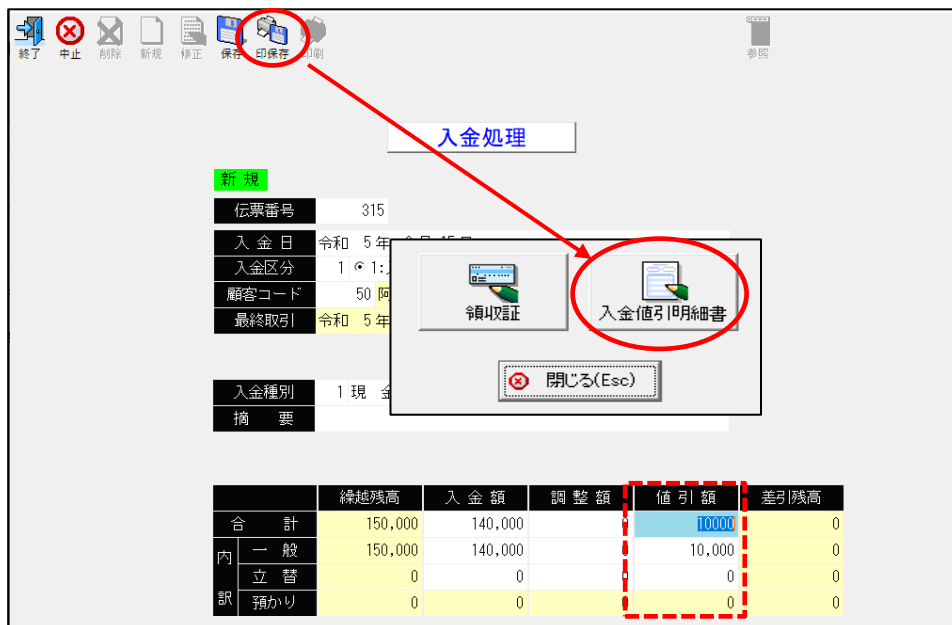 終了 中止 削除 新規 修正 保存 印保存 印刷 参照
入金処理
新 規
伝票番号 315
入 金 日 令和 5年
入金区分 1 1:
顧客コード 50
最終取引 令和 5年
領収証 入金値引明細書
閉じる(Esc)
入金種別 1 現 金
摘 要
繰越残高 入 金 額 調 整 額 値 引 額 差引残高
合 計 150,000 140,000 0 10000 0
内訳
一 般 150,000 140,000 0 10,000 0
立 替 0 0 0 0 0
預かり 0 0 0 0 0